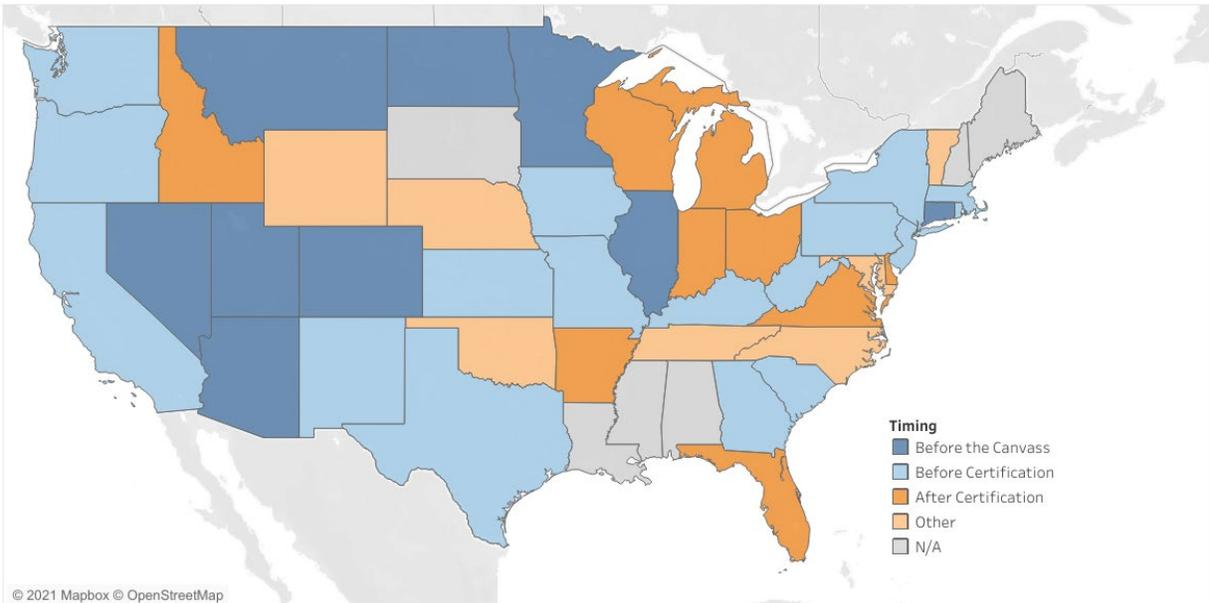 Timing
Before the Canvass
Before Certification
After Certification
Other
N/A
© 2021 Mapbox © OpenStreetMap